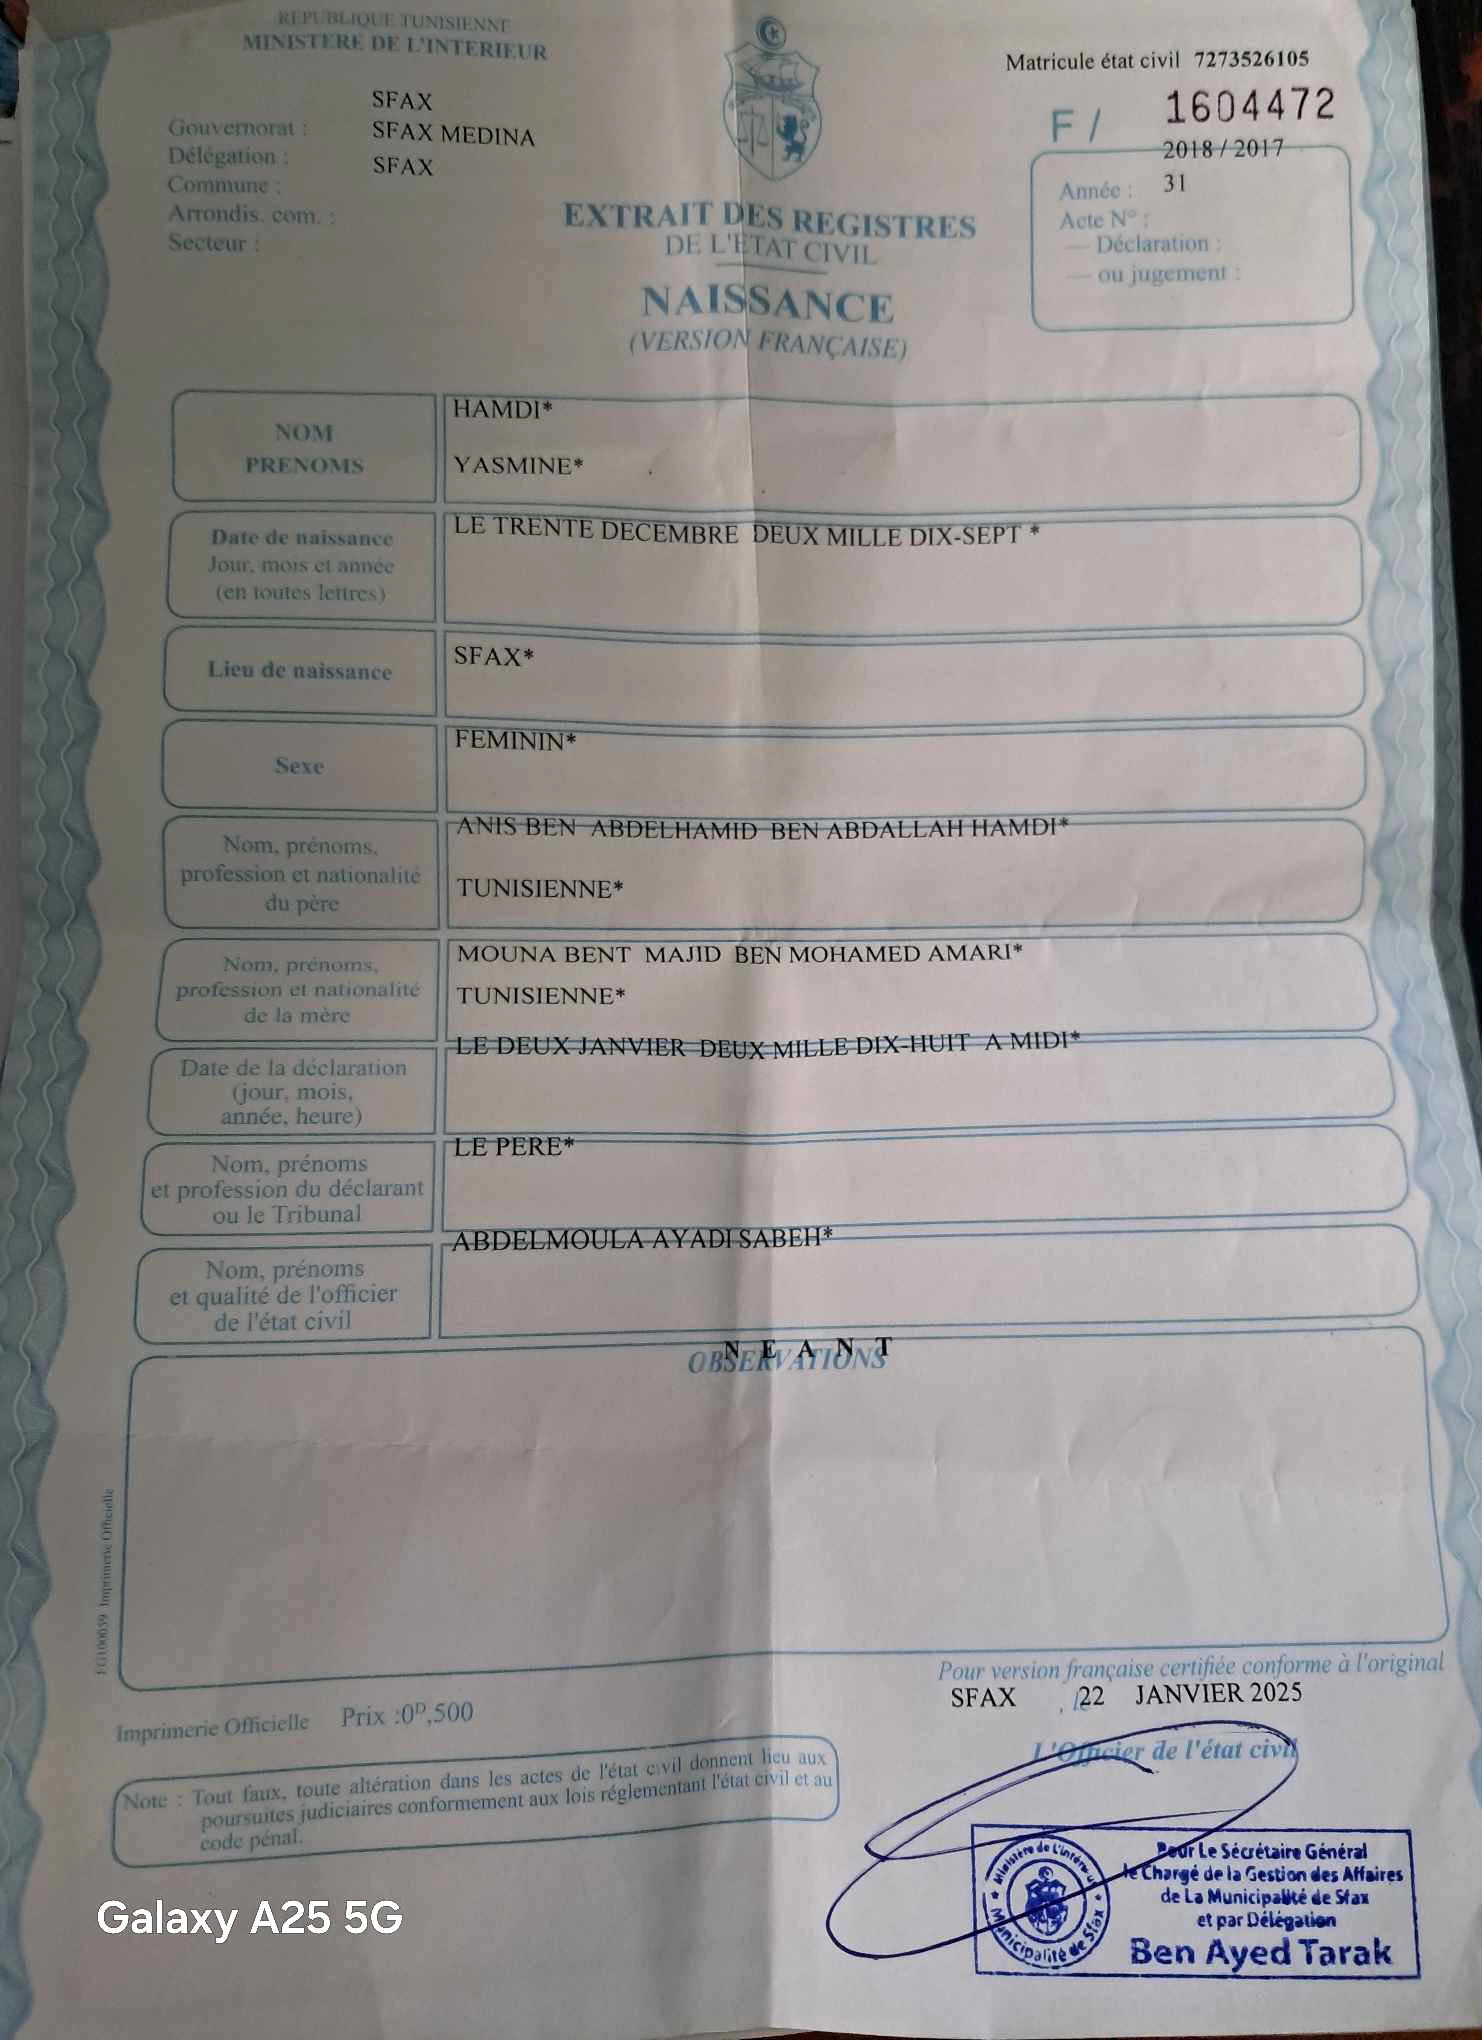 REPUBLIQUE TUNISIENNE
MINISTERE DE L'INTERIEUR
Matricule état civil 7273526105
F / 1604472
SFAX
Gouvernorat : SFAX MEDINA
Délégation : SFAX
Commune :
Arrondis. com. :
Secteur :
2018 / 2017
Année : 31
Acte N° :
— Déclaration :
— ou jugement :
EXTRAIT DES REGISTRES
DE L'ÉTAT CIVIL
NAISSANCE
(VERSION FRANÇAISE)
NOM HAMDI*
PRENOMS YASMINE*
Date de naissance
Jour, mois et année
(en toutes lettres)
LE TRENTE DECEMBRE DEUX MILLE DIX-SEPT *
Lieu de naissance
SFAX*
Sexe
FEMININ*
Nom, prénoms,
profession et nationalité
du père
ANIS BEN ABDELHAMID BEN ABDALLAH HAMDI*
TUNISIENNE*
Nom, prénoms,
profession et nationalité
de la mère
MOUNA BENT MAJID BEN MOHAMED AMARI*
TUNISIENNE*
Date de la déclaration
(jour, mois,
année, heure)
LE DEUX JANVIER DEUX MILLE DIX-HUIT A MIDI*
Nom, prénoms
et profession du déclarant
ou le Tribunal
LE PERE*
Nom, prénoms
et qualité de l'officier
de l'état civil
ABDELMOULA AYADI SABEH*
N E A N T
OBSERVATIONS
FG100059 Imprimerie Officielle
Pour version française certifiée conforme à l'original
SFAX , 22 JANVIER 2025
L'Officier de l'état civil
Imprimerie Officielle Prix :0D,500
Note : Tout faux, toute altération dans les actes de l'état civil donnent lieu aux
poursuites judiciaires conformement aux lois réglementant l'état civil et au
code pénal.
Ministère de L'intérieur
Municipalité de Sfax
Pour Le Sécrétaire Général
le Chargé de la Gestion des Affaires
de La Municipalité de Sfax
et par Délégation
Ben Ayed Tarak
Galaxy A25 5G